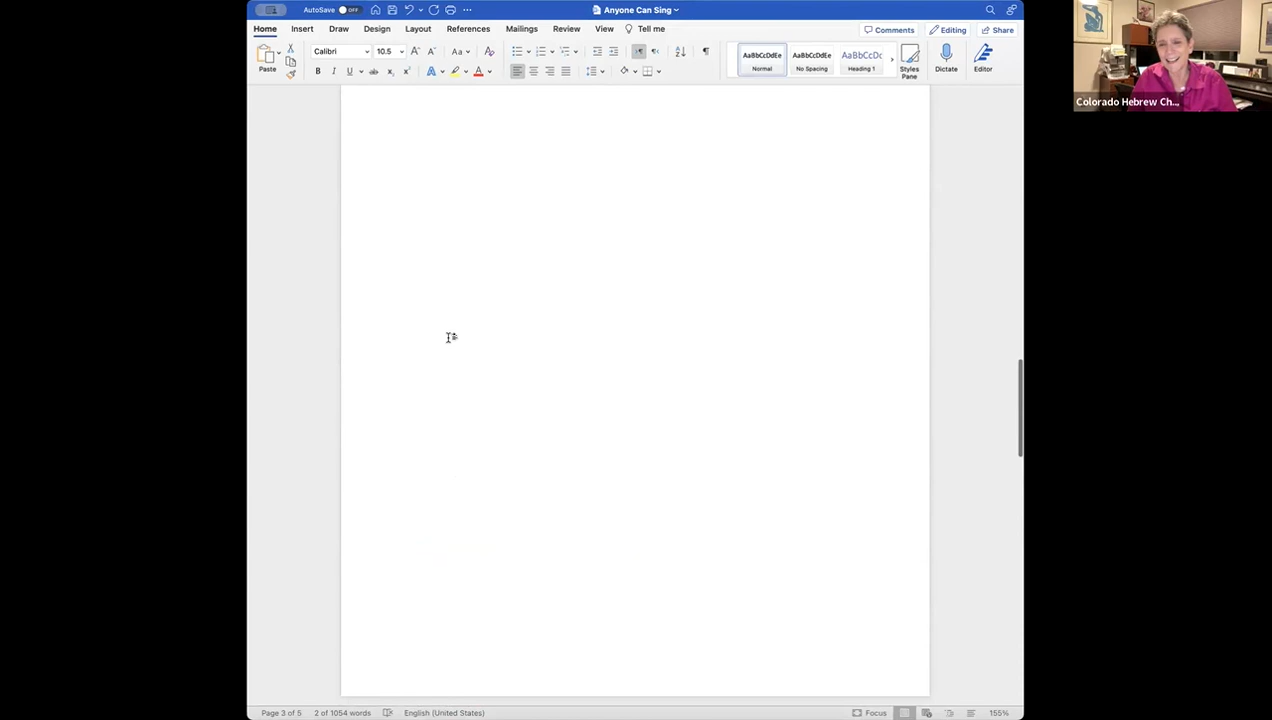 AutoSave OFF
Anyone Can Sing
Home Insert Draw Design Layout References Mailings Review View Tell me
Comments Editing Share
Paste
Calibri 10.5
AaBbCcDdEe AaBbCcDdEe AaBbCcDc
Normal No Spacing Heading 1
Styles Pane
Dictate
Editor
Colorado Hebrew Ch...
Page 3 of 5 2 of 1054 words English (United States) Focus 155%